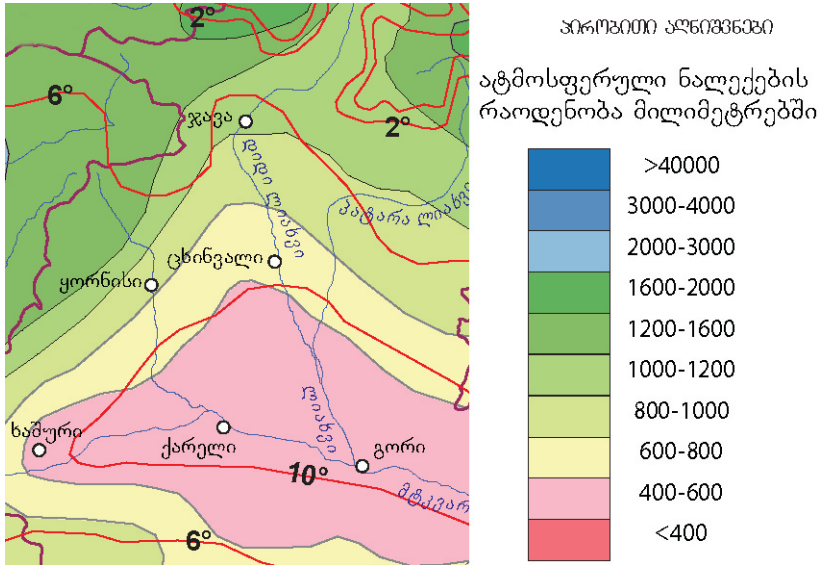 2°
6°
ჯავა
2°
დიდი ლიახვი
პატარა ლიახვი
ცხინვალი
ყორნისი
ლიახვი
ხაშური
ქარელი
გორი
10°
მტკვარი
6°
პირობითი აღნიშვნები
ატმოსფერული ნალექების
რაოდენობა მილიმეტრებში
>40000
3000-4000
2000-3000
1600-2000
1200-1600
1000-1200
800-1000
600-800
400-600
<400